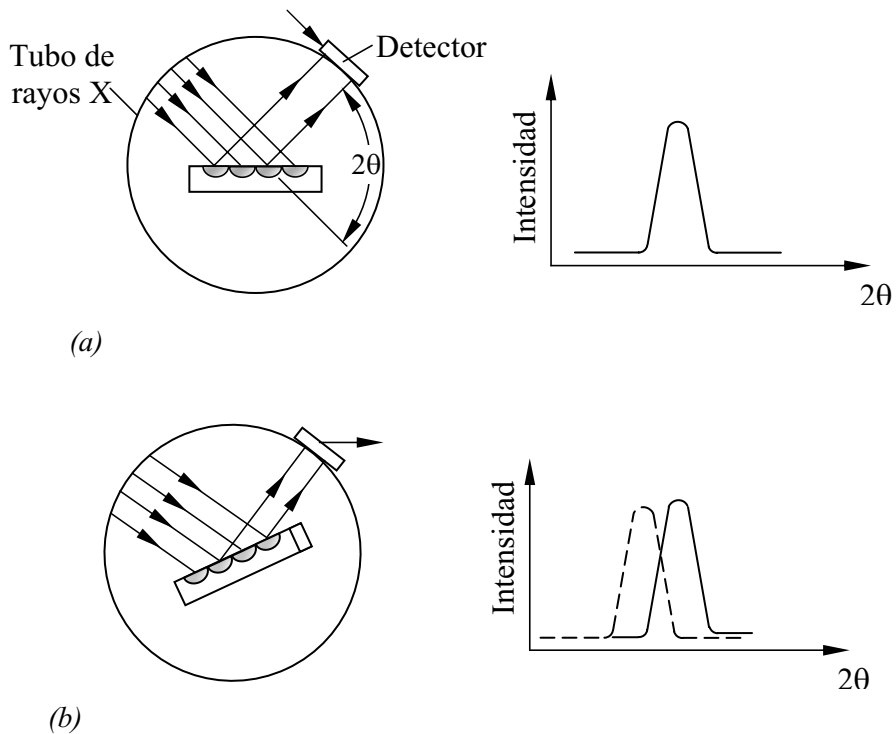 Tubo de
rayos X
Detector
2θ
Intensidad
2θ
(a)
Intensidad
2θ
(b)